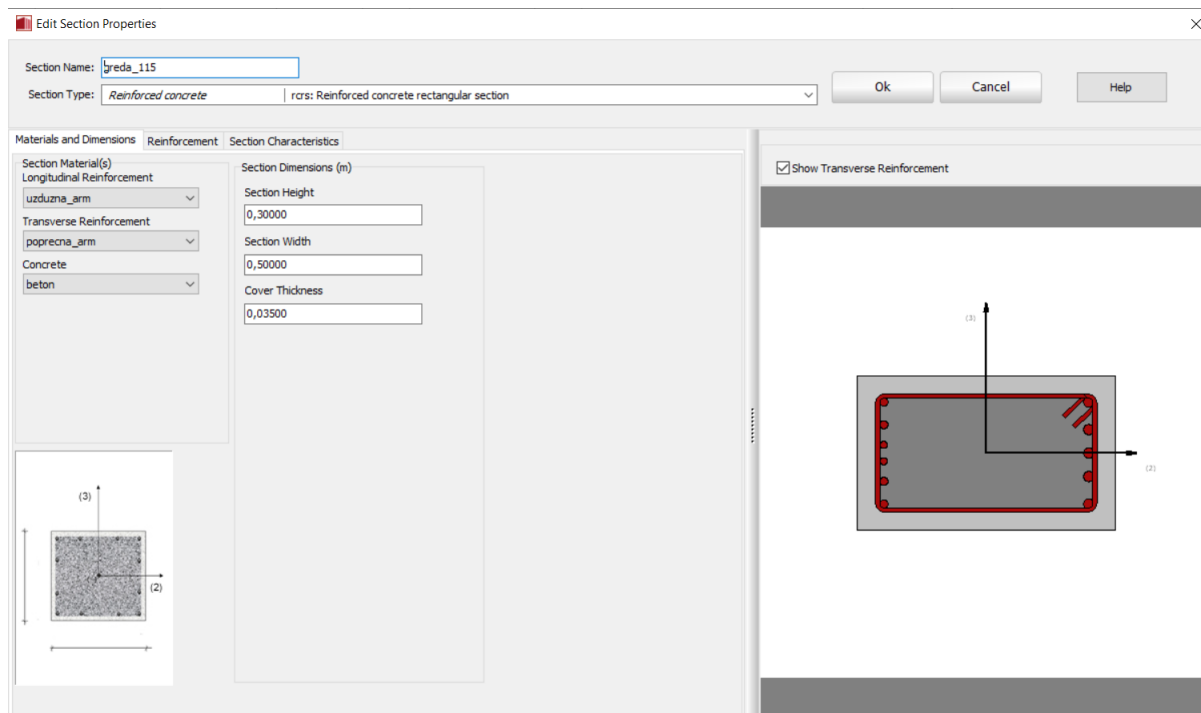 Edit Section Properties
Section Name: greda_115
Section Type: Reinforced concrete rcrs: Reinforced concrete rectangular section
Ok Cancel Help
Materials and Dimensions Reinforcement Section Characteristics
Section Material(s)
Longitudinal Reinforcement
uzduzna_arm
Transverse Reinforcement
poprecna_arm
Concrete
beton
Section Dimensions (m)
Section Height
0,30000
Section Width
0,50000
Cover Thickness
0,03500
(3)
(2)
Show Transverse Reinforcement
(3)
(2)